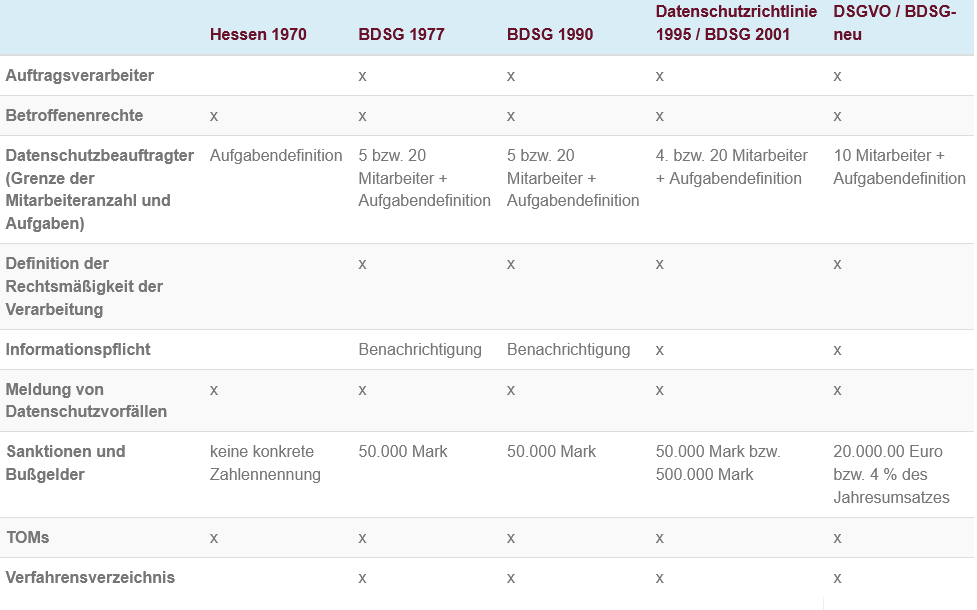 Hessen 1970 BDSG 1977 BDSG 1990 Datenschutzrichtlinie 1995 / BDSG 2001 DSGVO / BDSG-neu
Auftragsverarbeiter x x x x
Betroffenenrechte x x x x x
Datenschutzbeauftragter (Grenze der Mitarbeiteranzahl und Aufgaben) Aufgabendefinition 5 bzw. 20 Mitarbeiter + Aufgabendefinition 5 bzw. 20 Mitarbeiter + Aufgabendefinition 4. bzw. 20 Mitarbeiter + Aufgabendefinition 10 Mitarbeiter + Aufgabendefinition
Definition der Rechtsmäßigkeit der Verarbeitung x x x x
Informationspflicht Benachrichtigung Benachrichtigung x x
Meldung von Datenschutzvorfällen x x x x x
Sanktionen und Bußgelder keine konkrete Zahlennennung 50.000 Mark 50.000 Mark 50.000 Mark bzw. 500.000 Mark 20.000.00 Euro bzw. 4 % des Jahresumsatzes
TOMs x x x x x
Verfahrensverzeichnis x x x x